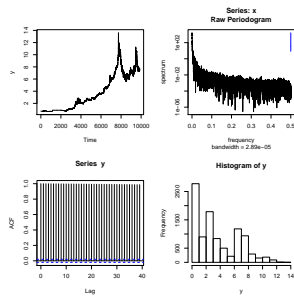 Series: x
Raw Periodogram
y
0 2 4 6 8 10 12 14
0 2000 4000 6000 8000 10000
Time
spectrum
1e-06 1e-02 1e+02
0.0 0.1 0.2 0.3 0.4 0.5
frequency
bandwidth = 2.89e-05
Series y
ACF
0.0 0.2 0.4 0.6 0.8 1.0
0 10 20 30 40
Lag
Histogram of y
Frequency
0 500 1500 2500
0 2 4 6 8 10 12 14
y